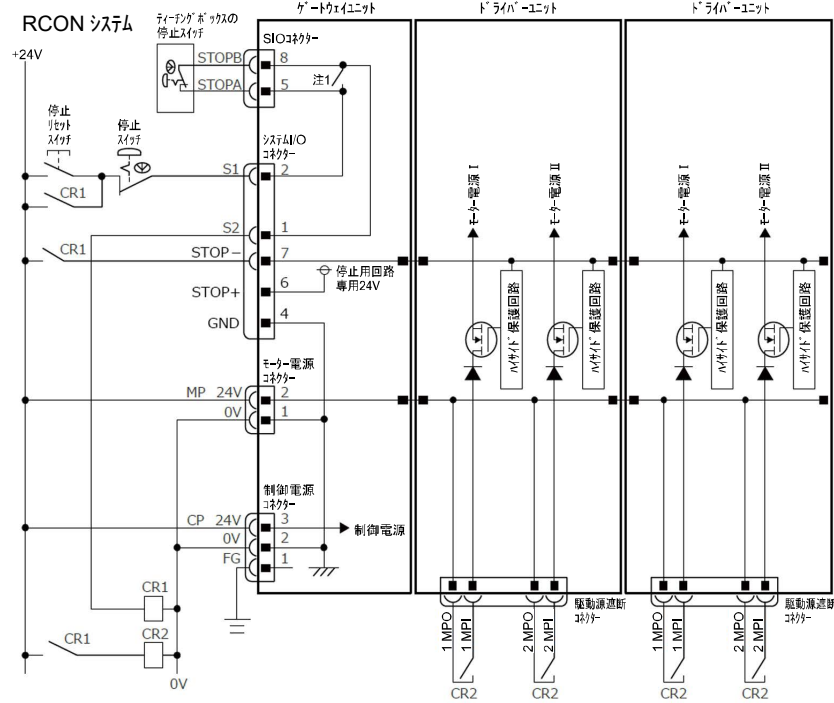 RCON システム
ティーチングボックスの
停止スイッチ
ゲートウェイユニット
ドライバーユニット
ドライバーユニット
+24V
SIOコネクター
STOPB
8
STOPA
5
注1
停止
リセット
スイッチ
停止
スイッチ
システムI/O
コネクター
S1
2
CR1
S2
1
CR1
STOP−
7
STOP+
6
停止用回路
専用24V
GND
4
モーター電源 Ⅰ
モーター電源 Ⅱ
モーター電源 Ⅰ
モーター電源 Ⅱ
ハイサイド保護回路
ハイサイド保護回路
ハイサイド保護回路
ハイサイド保護回路
モーター電源
コネクター
MP 24V
2
0V
1
制御電源
コネクター
CP 24V
3
制御電源
0V
2
FG
1
CR1
CR1
CR2
0V
駆動源遮断
コネクター
1 MPO
1 MPI
2 MPO
2 MPI
CR2
CR2
駆動源遮断
コネクター
1 MPO
1 MPI
2 MPO
2 MPI
CR2
CR2